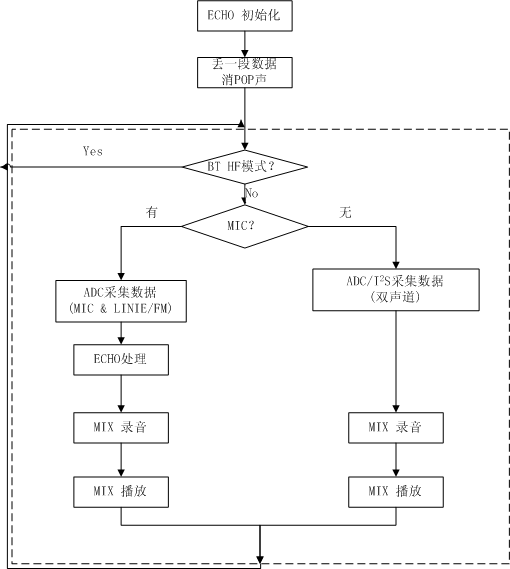 ECHO 初始化
丢一段数据
消POP声
Yes
BT HF模式？
No
有
MIC？
无
ADC采集数据
(MIC & LINIE/FM)
ADC/I²S采集数据
(双声道)
ECHO处理
MIX 录音
MIX 录音
MIX 播放
MIX 播放